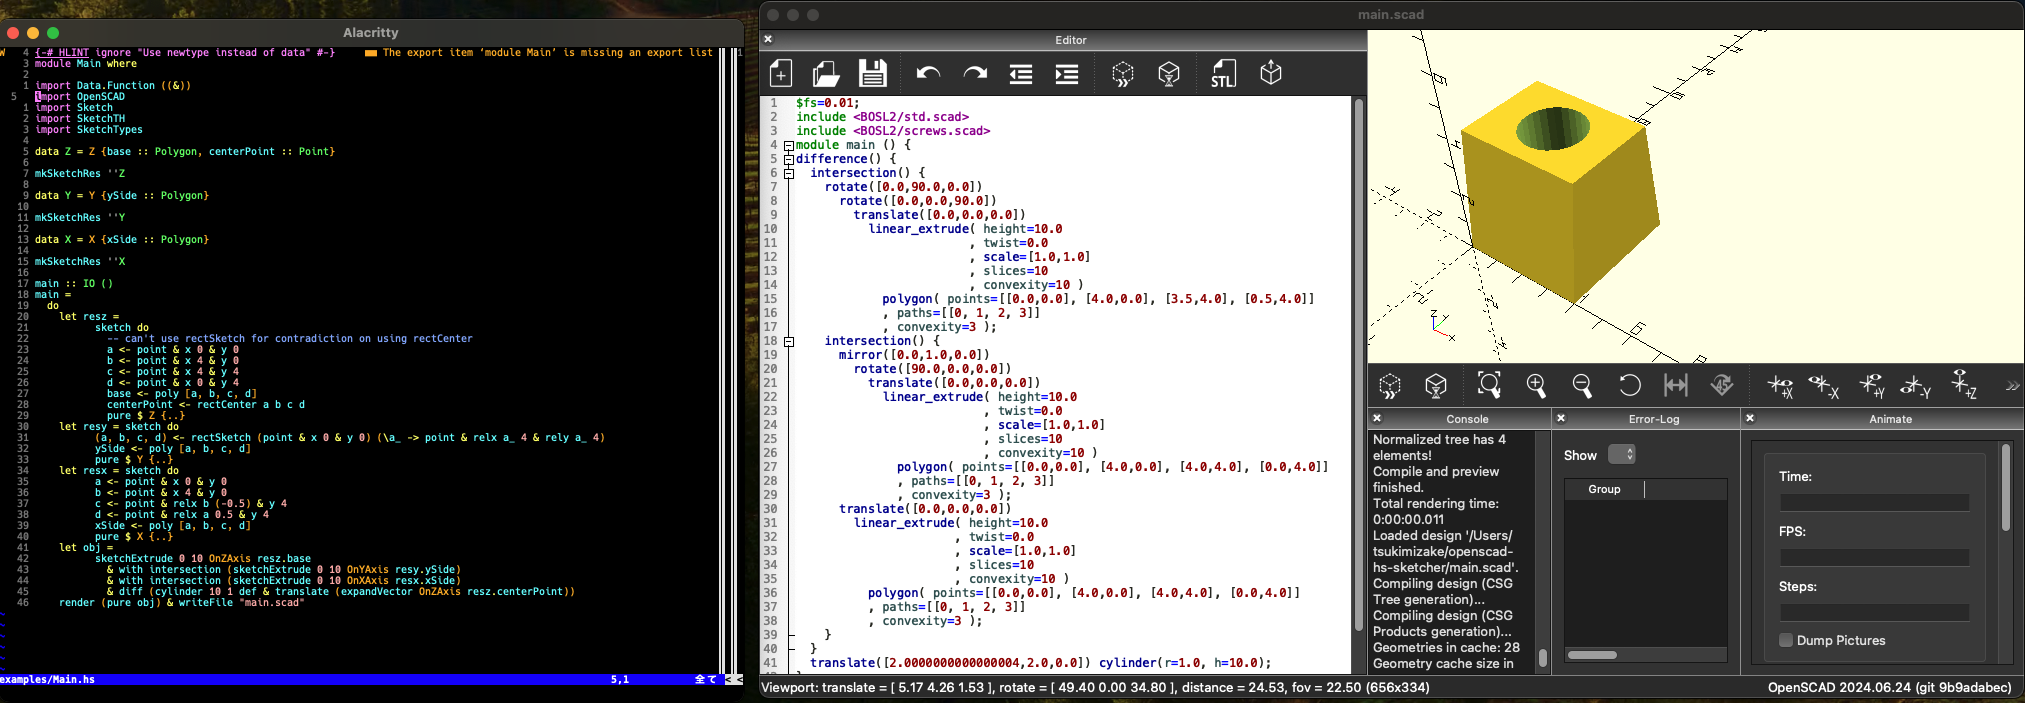 Alacritty
W 4 {-# HLINT ignore "Use newtype instead of data" #-} ■■ The export item ‘module Main’ is missing an export list 1
3 module Main where
2
1 import Data.Function ((&))
5 import OpenSCAD
1 import Sketch
2 import SketchTH
3 import SketchTypes
4
5 data Z = Z {base :: Polygon, centerPoint :: Point}
6
7 mkSketchRes ''Z
8
9 data Y = Y {ySide :: Polygon}
10
11 mkSketchRes ''Y
12
13 data X = X {xSide :: Polygon}
14
15 mkSketchRes ''X
16
17 main :: IO ()
18 main =
19 do
20 let resz =
21 sketch do
22 -- can't use rectSketch for contradiction on using rectCenter
23 a <- point & x 0 & y 0
24 b <- point & x 4 & y 0
25 c <- point & x 4 & y 4
26 d <- point & x 0 & y 4
27 base <- poly [a, b, c, d]
28 centerPoint <- rectCenter a b c d
29 pure $ Z {..}
30 let resy = sketch do
31 (a, b, c, d) <- rectSketch (point & x 0 & y 0) (\a_ -> point & relx a_ 4 & rely a_ 4)
32 ySide <- poly [a, b, c, d]
33 pure $ Y {..}
34 let resx = sketch do
35 a <- point & x 0 & y 0
36 b <- point & x 4 & y 0
37 c <- point & relx b (-0.5) & y 4
38 d <- point & relx a 0.5 & y 4
39 xSide <- poly [a, b, c, d]
40 pure $ X {..}
41 let obj =
42 sketchExtrude 0 10 OnZAxis resz.base
43 & with intersection (sketchExtrude 0 10 OnYAxis resy.ySide)
44 & with intersection (sketchExtrude 0 10 OnXAxis resx.xSide)
45 & diff (cylinder 10 1 def & translate (expandVector OnZAxis resz.centerPoint))
46 render (pure obj) & writeFile "main.scad"
~
~
~
~
~
~
examples/Main.hs 5,1 全て < <
main.scad
Editor
STL
1 $fs=0.01;
2 include <BOSL2/std.scad>
3 include <BOSL2/screws.scad>
4 module main () {
5 difference() {
6 intersection() {
7 rotate([0.0,90.0,0.0])
8 rotate([0.0,0.0,90.0])
9 translate([0.0,0.0,0.0])
10 linear_extrude( height=10.0
11 , twist=0.0
12 , scale=[1.0,1.0]
13 , slices=10
14 , convexity=10 )
15 polygon( points=[[0.0,0.0], [4.0,0.0], [3.5,4.0], [0.5,4.0]]
16 , paths=[[0, 1, 2, 3]]
17 , convexity=3 );
18 intersection() {
19 mirror([0.0,1.0,0.0])
20 rotate([90.0,0.0,0.0])
21 translate([0.0,0.0,0.0])
22 linear_extrude( height=10.0
23 , twist=0.0
24 , scale=[1.0,1.0]
25 , slices=10
26 , convexity=10 )
27 polygon( points=[[0.0,0.0], [4.0,0.0], [4.0,4.0], [0.0,4.0]]
28 , paths=[[0, 1, 2, 3]]
29 , convexity=3 );
30 translate([0.0,0.0,0.0])
31 linear_extrude( height=10.0
32 , twist=0.0
33 , scale=[1.0,1.0]
34 , slices=10
35 , convexity=10 )
36 polygon( points=[[0.0,0.0], [4.0,0.0], [4.0,4.0], [0.0,4.0]]
37 , paths=[[0, 1, 2, 3]]
38 , convexity=3 );
39 }
40 }
41 translate([2.0000000000000004,2.0,0.0]) cylinder(r=1.0, h=10.0);
Z Y X
45 +X -X +Y -Y +Z »
Console
Normalized tree has 4
elements!
Compile and preview
finished.
Total rendering time:
0:00:00.011
Loaded design '/Users/
tsukimizake/openscad-
hs-sketcher/main.scad'.
Compiling design (CSG
Tree generation)...
Compiling design (CSG
Products generation)...
Geometries in cache: 28
Geometry cache size in
Error-Log
Show
Group
Animate
Time:
FPS:
Steps:
Dump Pictures
Viewport: translate = [ 5.17 4.26 1.53 ], rotate = [ 49.40 0.00 34.80 ], distance = 24.53, fov = 22.50 (656x334)
OpenSCAD 2024.06.24 (git 9b9adabec)